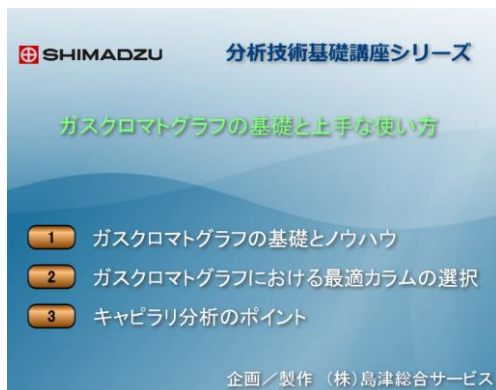 SHIMADZU 分析技術基礎講座シリーズ
ガスクロマトグラフの基礎と上手な使い方
1 ガスクロマトグラフの基礎とノウハウ
2 ガスクロマトグラフにおける最適カラムの選択
3 キャピラリ分析のポイント
企画／製作 （株）島津総合サービス